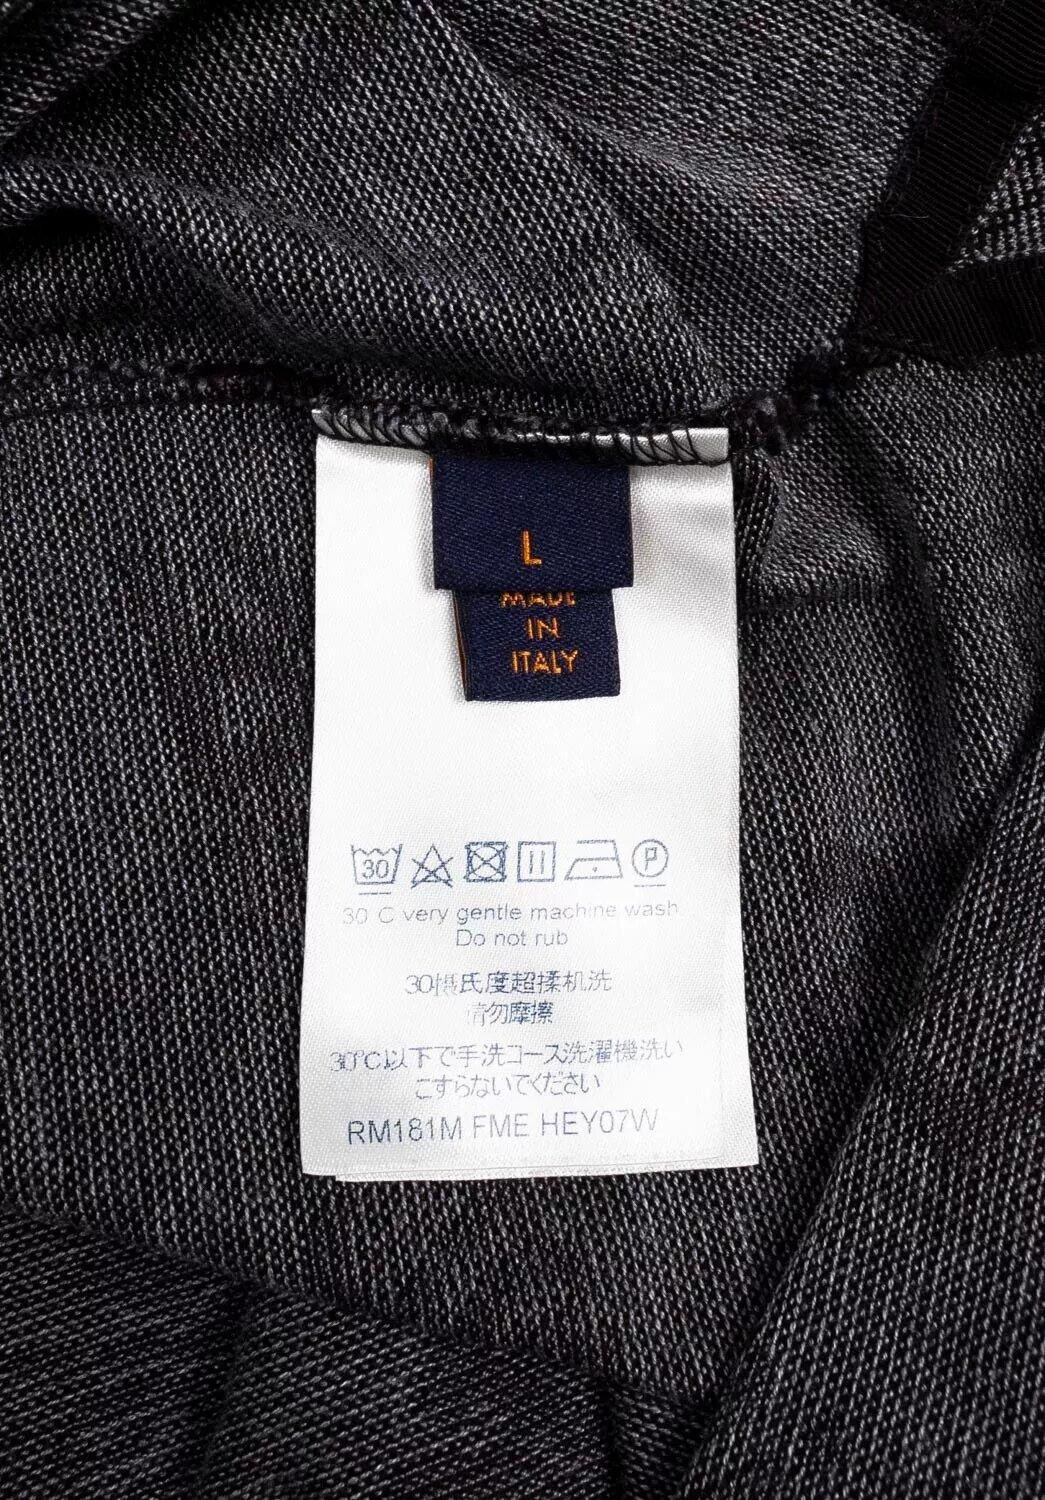 L
MADE
IN
ITALY
30
P
30 C very gentle machine wash
Do not rub
30摄氏度超揉机洗
请勿摩擦
30℃以下で手洗コース洗濯機洗い
こすらないでください
RM181M FME HEY07W